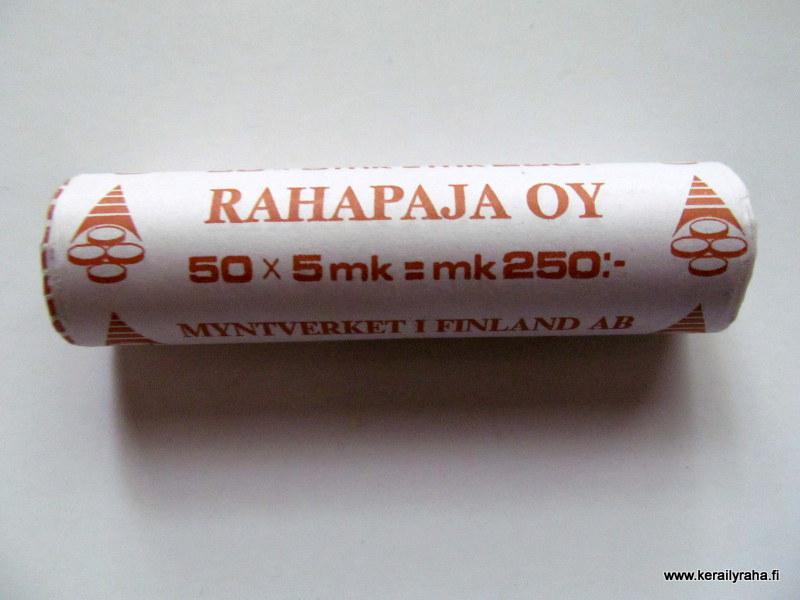 RAHAPAJA OY
50 x 5 mk = mk 250:-
MYNTVERKET I FINLAND AB
www.kerailyraha.fi